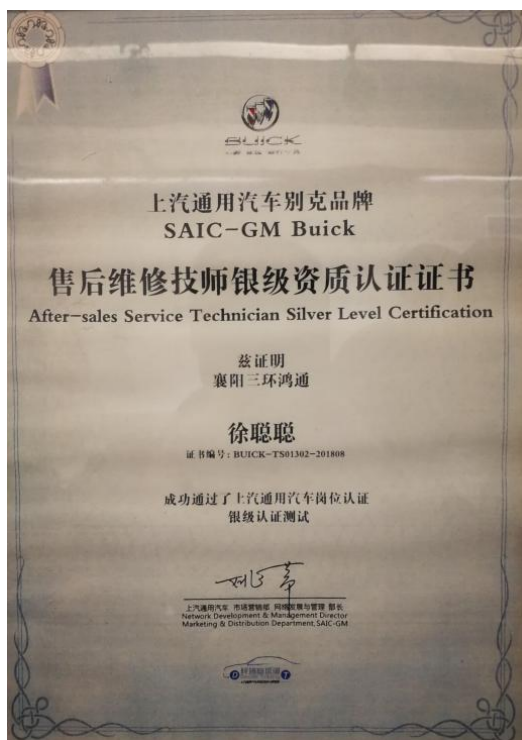 BUICK
上汽通用汽车别克品牌
SAIC-GM Buick
售后维修技师银级资质认证证书
After-sales Service Technician Silver Level Certification
兹证明
襄阳三环鸿通
徐聪聪
证书编号：BUICK-TS01302-201808
成功通过了上汽通用汽车岗位认证
银级认证测试
上汽通用汽车 市场营销部 网络发展与管理 部长
Network Development & Management Director
Marketing & Distribution Department, SAIC-GM
D T